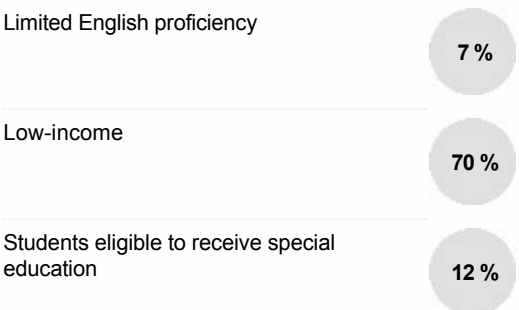 Limited English proficiency
7 %
Low-income
70 %
Students eligible to receive special
education
12 %